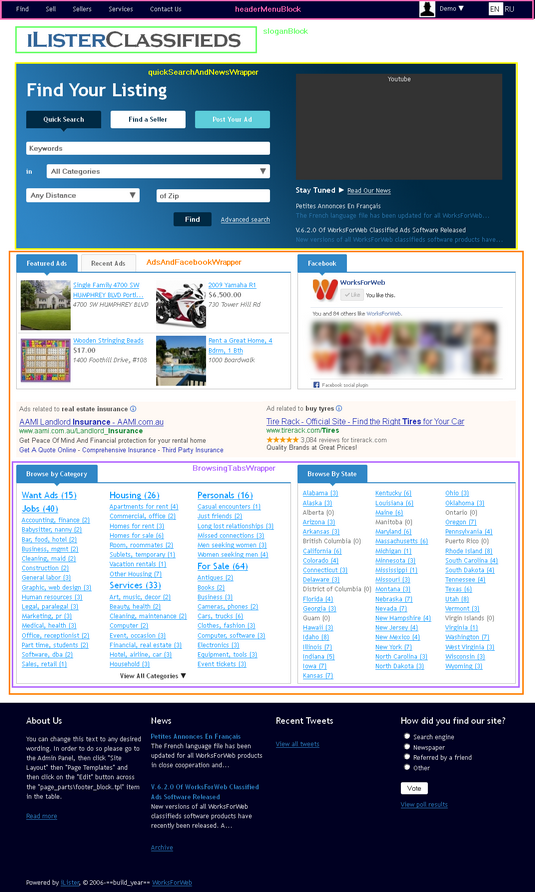 Find Sell Sellers Services Contact Us headerMenuBlock Demo ▼ EN RU
iListerClassifieds sloganBlock
quickSearchAndNewsWrapper
Find Your Listing
Quick Search Find a Seller Post Your Ad
Keywords
in All Categories
Any Distance of Zip
Find Advanced search
Youtube
Stay Tuned ► Read Our News
Petites Annonces En Français
The French language file has been updated for all WorksForWeb...
V.6.2.0 Of WorksForWeb Classified Ads Software Released
New versions of all WorksForWeb classifieds software products have....
Featured Ads Recent Ads AdsAndFacebookWrapper
Single Family 4700 SW
HUMPHREY BLVD Portl...
4700 SW HUMPHREY BLVD
2009 Yamaha R1
$6,500.00
730 Tower Hill Rd
Wooden Stringing Beads
$17.00
1400 Foothill Drive, #108
Rent a Great Home, 4
Bdrm, 1 Bth
1000 Boardwalk
Facebook
WorksForWeb
Like You like this.
You and 84 others like WorksForWeb.
Facebook social plugin
Ads related to real estate insurance
AAMI Landlord Insurance - AAMI.com.au
www.aami.com.au/Landlord_Insurance
Get Peace Of Mind And Financial protection for your rental home
Get A Quote Online - Comprehensive Insurance - Third Party Insurance
Ad related to buy tyres
Tire Rack - Official Site - Find the Right Tires for Your Car
www.tirerack.com/Tires
★★★★★ 3,084 reviews for tirerack.com
Quality Brands at Great Prices!
Browse by Category BrowsingTabsWrapper
Want Ads (15)
Jobs (40)
Accounting, finance (2)
Babysitter, nanny (2)
Bar, food, hotel (2)
Business, mgmt (2)
Cleaning, maid (2)
Construction (2)
General labor (3)
Graphic, web design (3)
Human resources (3)
Legal, paralegal (3)
Marketing, pr (3)
Medical, health (3)
Office, receptionist (2)
Part time, students (2)
Software, dba (2)
Sales, retail (1)
Housing (26)
Apartments for rent (4)
Commercial, office (2)
Homes for rent (3)
Homes for sale (6)
Room, roommates (2)
Sublets, temporary (1)
Vacation rentals (1)
Other Housing (7)
Services (33)
Art, music, decor (2)
Beauty, health (2)
Cleaning, maintenance (2)
Computer (2)
Event, occasion (3)
Financial, real estate (3)
Hotel, airline, car (3)
Household (3)
Personals (16)
Casual encounters (1)
Just friends (2)
Long lost relationships (3)
Missed connections (3)
Men seeking women (3)
Women seeking men (4)
For Sale (64)
Antiques (2)
Books (2)
Business (3)
Cameras, phones (2)
Cars, trucks (6)
Clothes, fashion (3)
Computer, software (3)
Electronics (3)
Equipment, tools (3)
Event tickets (3)
View All Categories ▼
Browse By State
Alabama (3)
Alaska (3)
Alberta (0)
Arizona (3)
Arkansas (3)
British Columbia (0)
California (6)
Colorado (4)
Connecticut (3)
Delaware (3)
District of Columbia (0)
Florida (4)
Georgia (3)
Guam (0)
Hawaii (3)
Idaho (8)
Illinois (7)
Indiana (5)
Iowa (7)
Kansas (7)
Kentucky (6)
Louisiana (6)
Maine (6)
Manitoba (0)
Maryland (6)
Massachusetts (6)
Michigan (1)
Minnesota (3)
Mississippi (1)
Missouri (3)
Montana (3)
Nebraska (7)
Nevada (7)
New Hampshire (4)
New Jersey (4)
New Mexico (4)
New York (7)
North Carolina (3)
North Dakota (3)
Ohio (3)
Oklahoma (3)
Ontario (0)
Oregon (7)
Pennsylvania (4)
Puerto Rico (0)
Rhode Island (8)
South Carolina (4)
South Dakota (4)
Tennessee (4)
Texas (6)
Utah (8)
Vermont (3)
Virgin Islands (0)
Virginia (1)
Washington (7)
West Virginia (3)
Wisconsin (3)
Wyoming (3)
About Us
You can change this text to any desired
wording. In order to do so please go to
the Admin Panel, then click "Site
Layout" then "Page Templates" and
then click on the "Edit" button across
the "page_parts\footer_block.tpl" item
in the table.
Read more
News
Petites Annonces En Français
The French language file has been
updated for all WorksForWeb products
in close cooperation and...
V.6.2.0 Of WorksForWeb Classified
Ads Software Released
New versions of all WorksForWeb
classifieds software products have
recently been released. A...
Archive
Recent Tweets
View all tweets
How did you find our site?
Search engine
Newspaper
Referred by a friend
Other
Vote
View poll results
Powered by iLister, © 2006-++build_year++ WorksForWeb